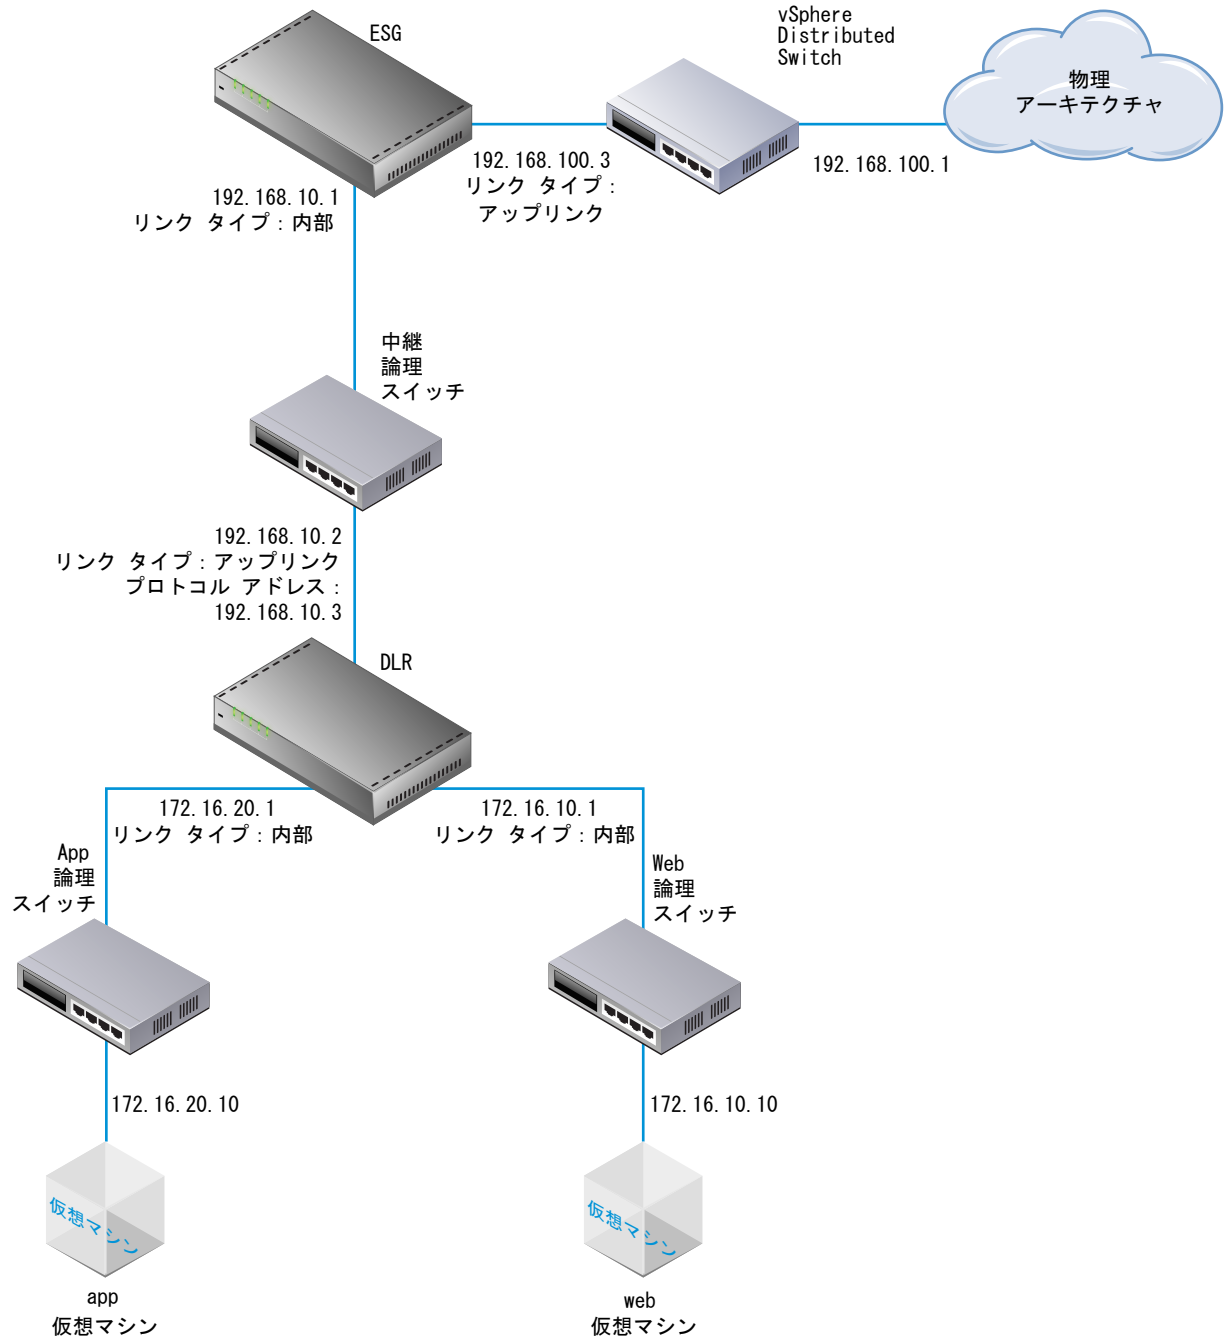 ESG
vSphere
Distributed
Switch
物理
アーキテクチャ
192.168.100.3
リンク タイプ：
アップリンク
192.168.100.1
192.168.10.1
リンク タイプ：内部
中継
論理
スイッチ
192.168.10.2
リンク タイプ：アップリンク
プロトコル アドレス：
192.168.10.3
DLR
172.16.20.1
リンク タイプ：内部
172.16.10.1
リンク タイプ：内部
App
論理
スイッチ
Web
論理
スイッチ
172.16.20.10
172.16.10.10
仮想マシン
仮想マシン
app
仮想マシン
web
仮想マシン